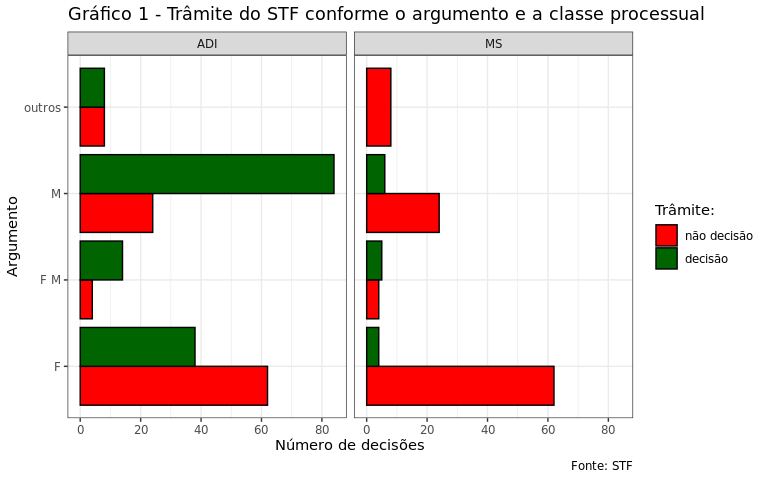 Gráfico 1 - Trâmite do STF conforme o argumento e a classe processual
ADI
MS
outros
M
F M
F
Argumento
0 20 40 60 80
0 20 40 60 80
Número de decisões
Trâmite:
não decisão
decisão
Fonte: STF